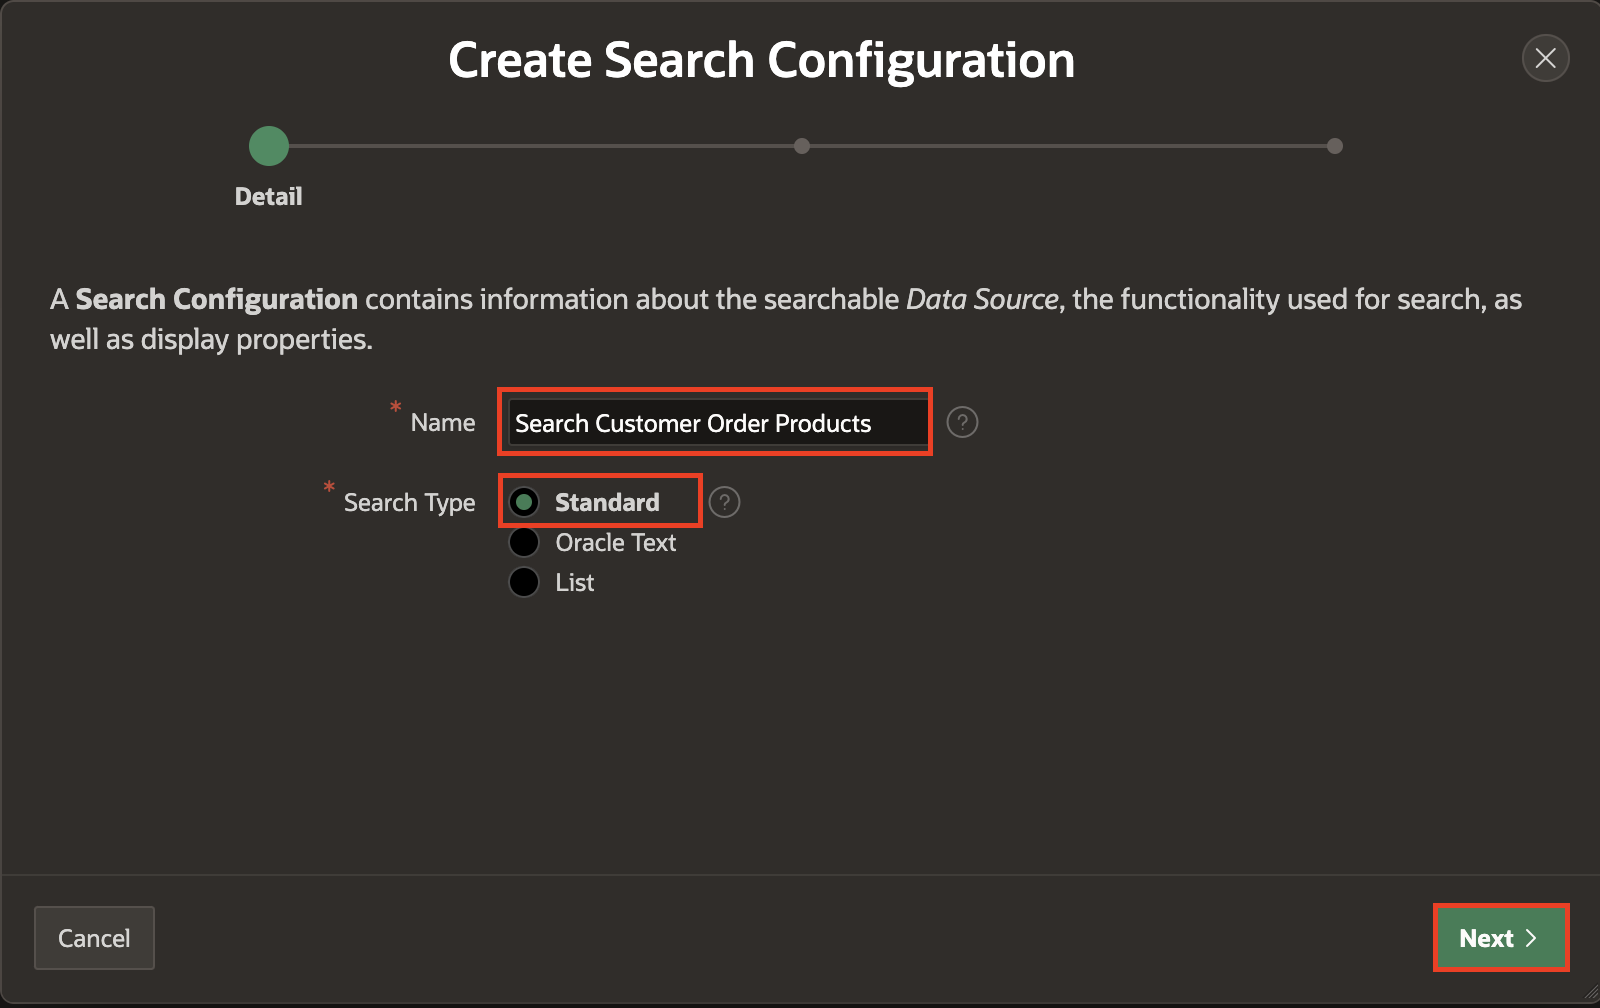 Create Search Configuration
Detail
A Search Configuration contains information about the searchable Data Source, the functionality used for search, as
well as display properties.
* Name Search Customer Order Products ?
* Search Type Standard ?
Oracle Text
List
Cancel Next